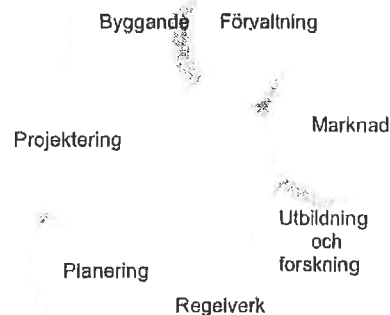 Byggande
Förvaltning
Marknad
Projektering
Utbildning
och
forskning
Planering
Regelverk